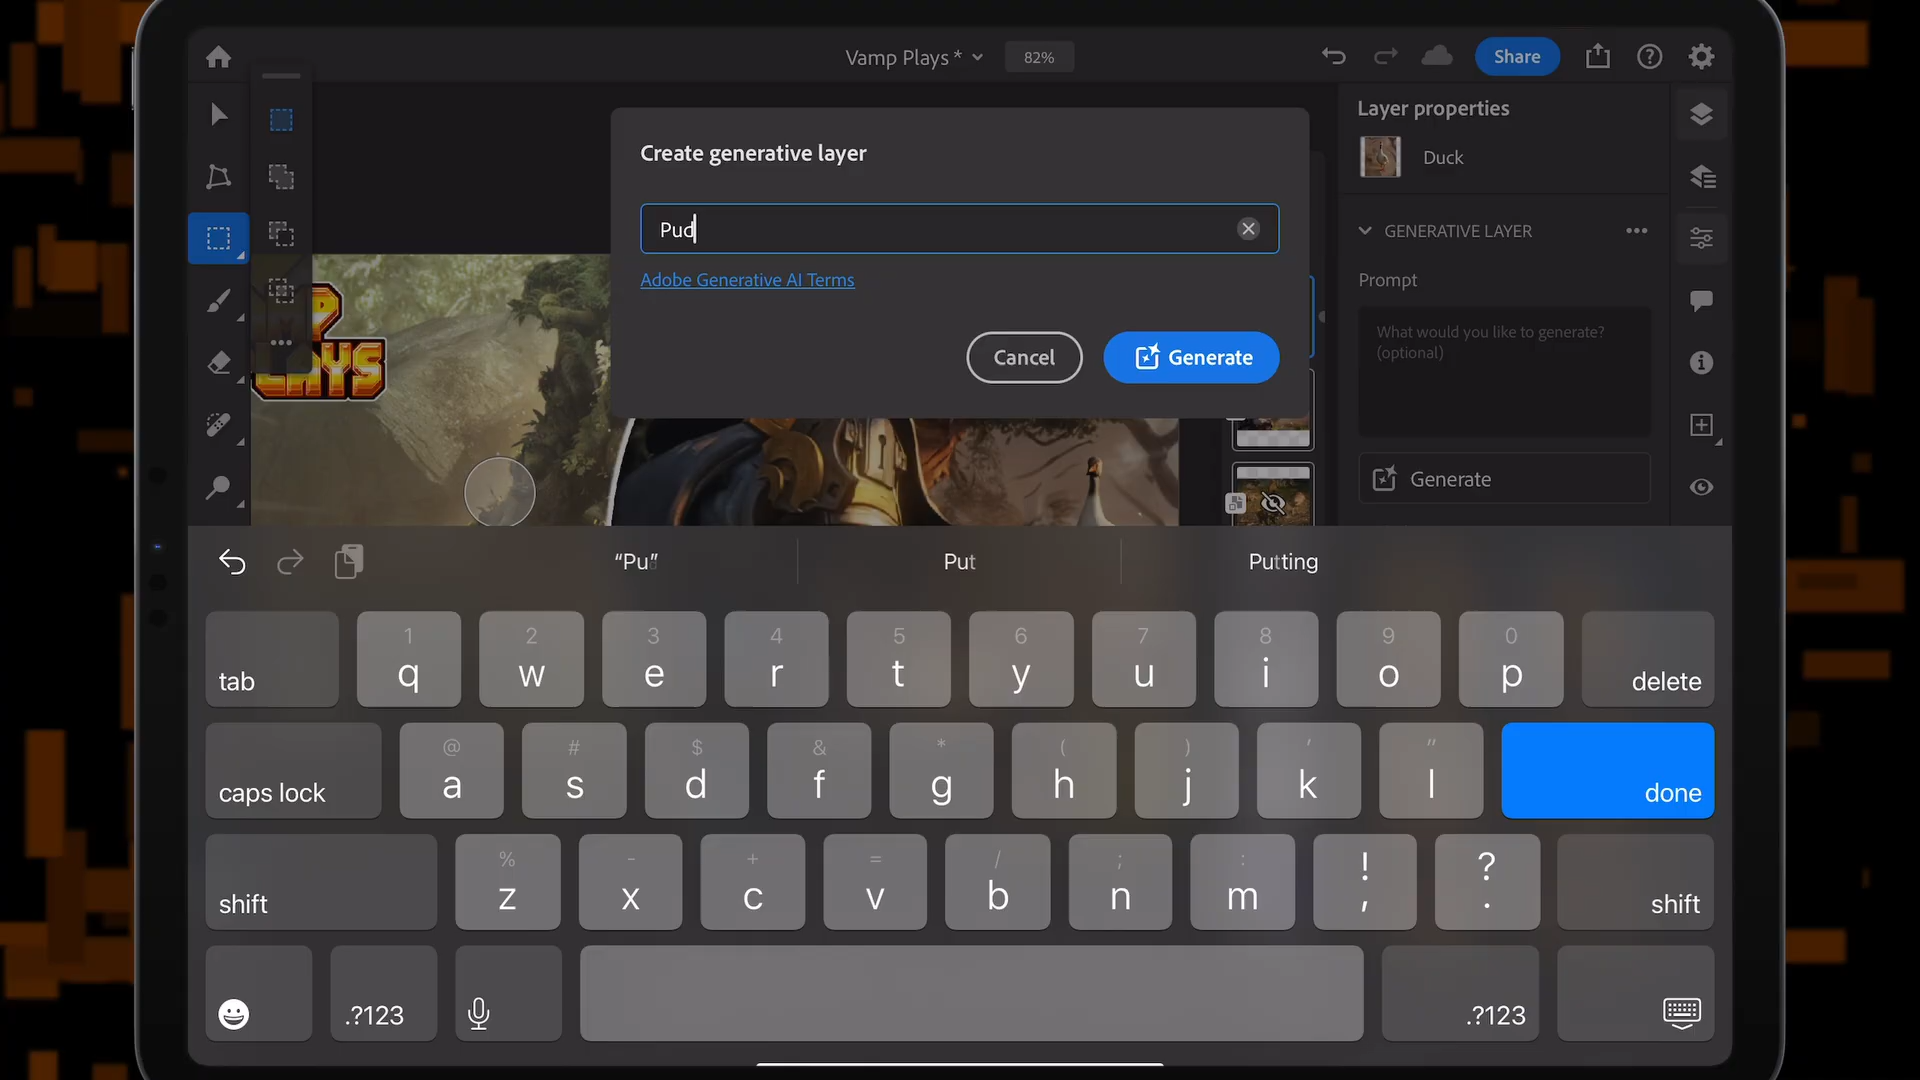 Vamp Plays *
82%
Share
Layer properties
Duck
Create generative layer
Pud
Adobe Generative AI Terms
Cancel
Generate
GENERATIVE LAYER
Prompt
What would you like to generate?
(optional)
Generate
P
LAYS
“Pu”
Put
Putting
tab
1 2 3 4 5 6 7 8 9 0
q w e r t y u i o p
delete
@ # $ & * ( ) ' "
caps lock
a s d f g h j k l
done
% - + = / ; : ! ?
shift
z x c v b n m , .
shift
.?123
.?123